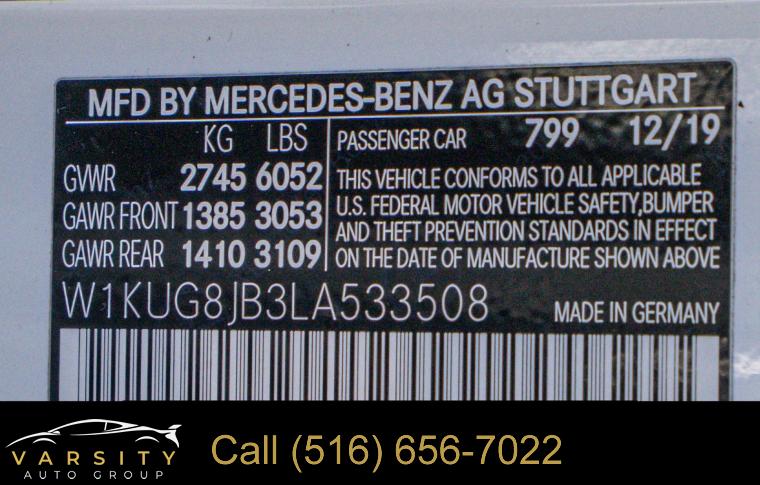 MFD BY MERCEDES-BENZ AG STUTTGART
KG LBS
GVWR 2745 6052
GAWR FRONT 1385 3053
GAWR REAR 1410 3109
PASSENGER CAR 799 12/19
THIS VEHICLE CONFORMS TO ALL APPLICABLE
U.S. FEDERAL MOTOR VEHICLE SAFETY,BUMPER
AND THEFT PREVENTION STANDARDS IN EFFECT
ON THE DATE OF MANUFACTURE SHOWN ABOVE
W1KUG8JB3LA533508
MADE IN GERMANY
VARSITY
AUTO GROUP
Call (516) 656-7022